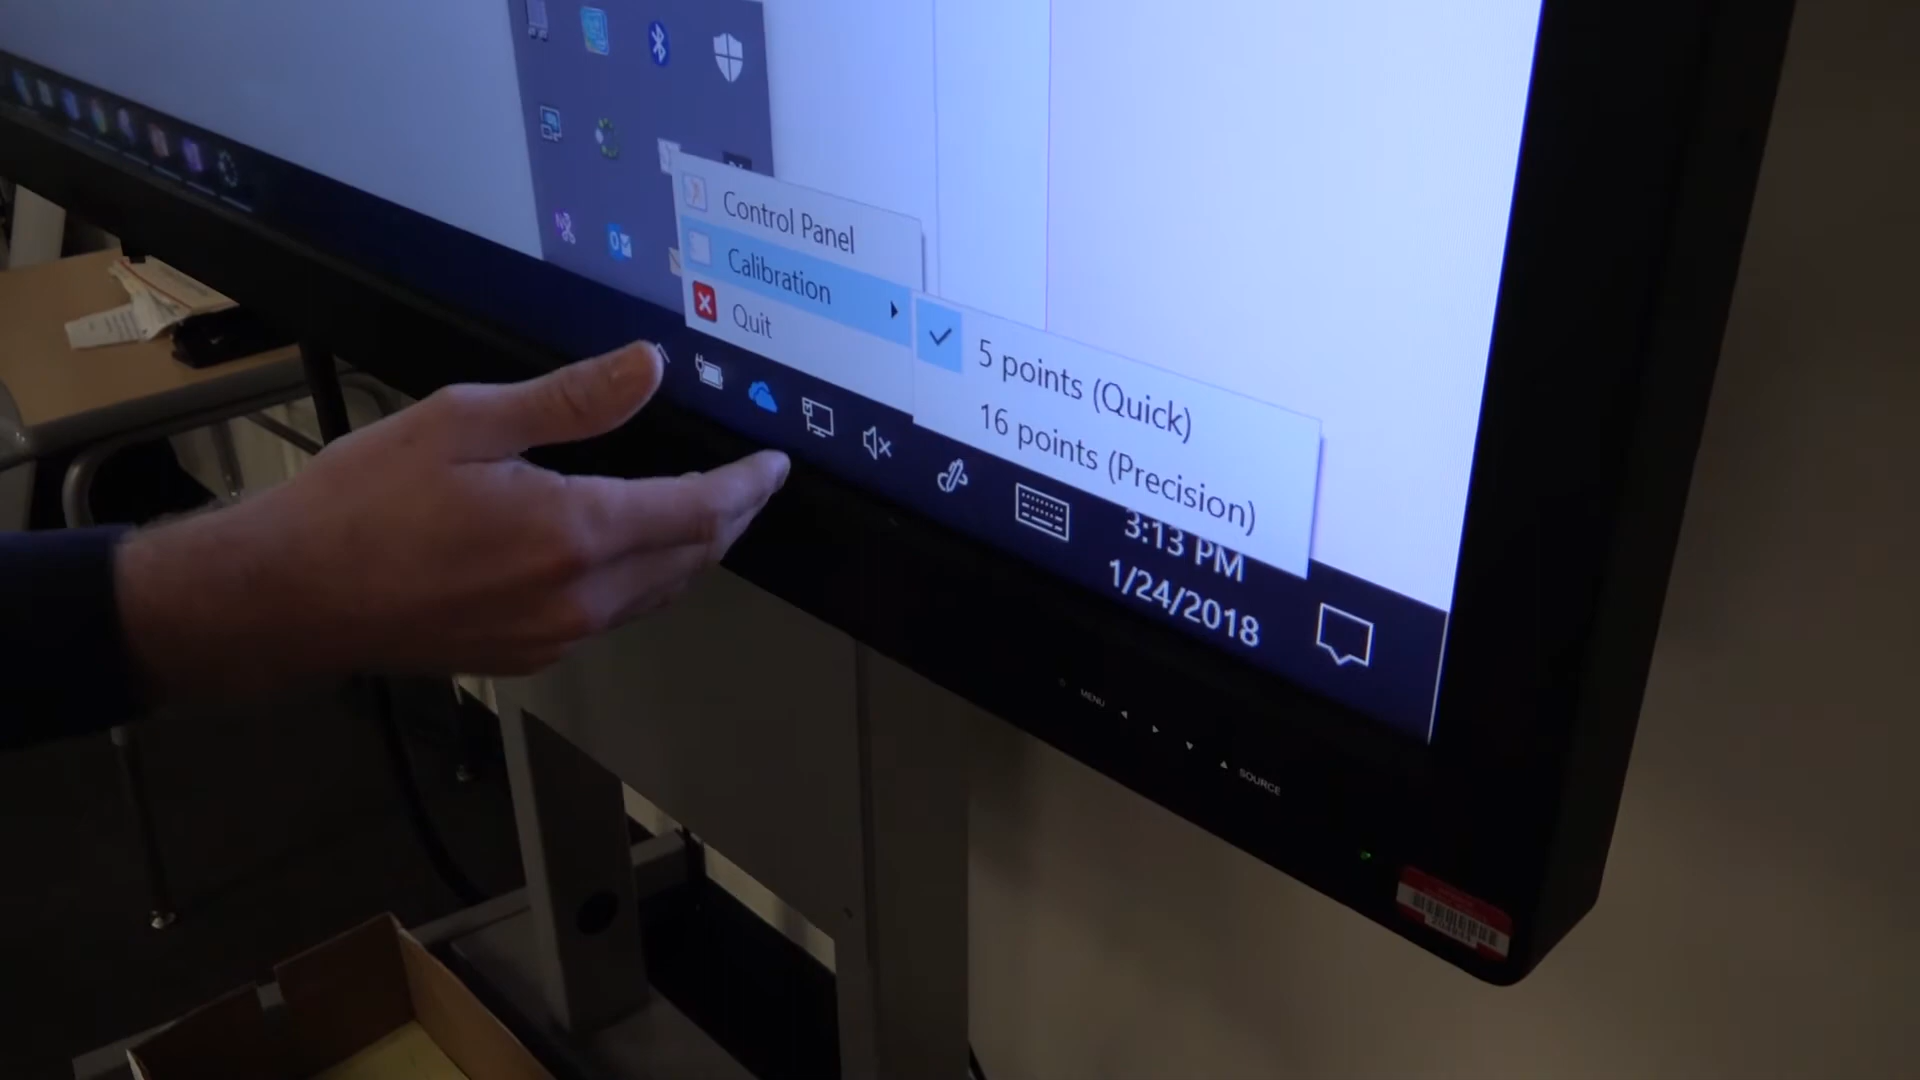 Control Panel
Calibration
Quit
5 points (Quick)
16 points (Precision)
3:13 PM
1/24/2018
MENU
SOURCE